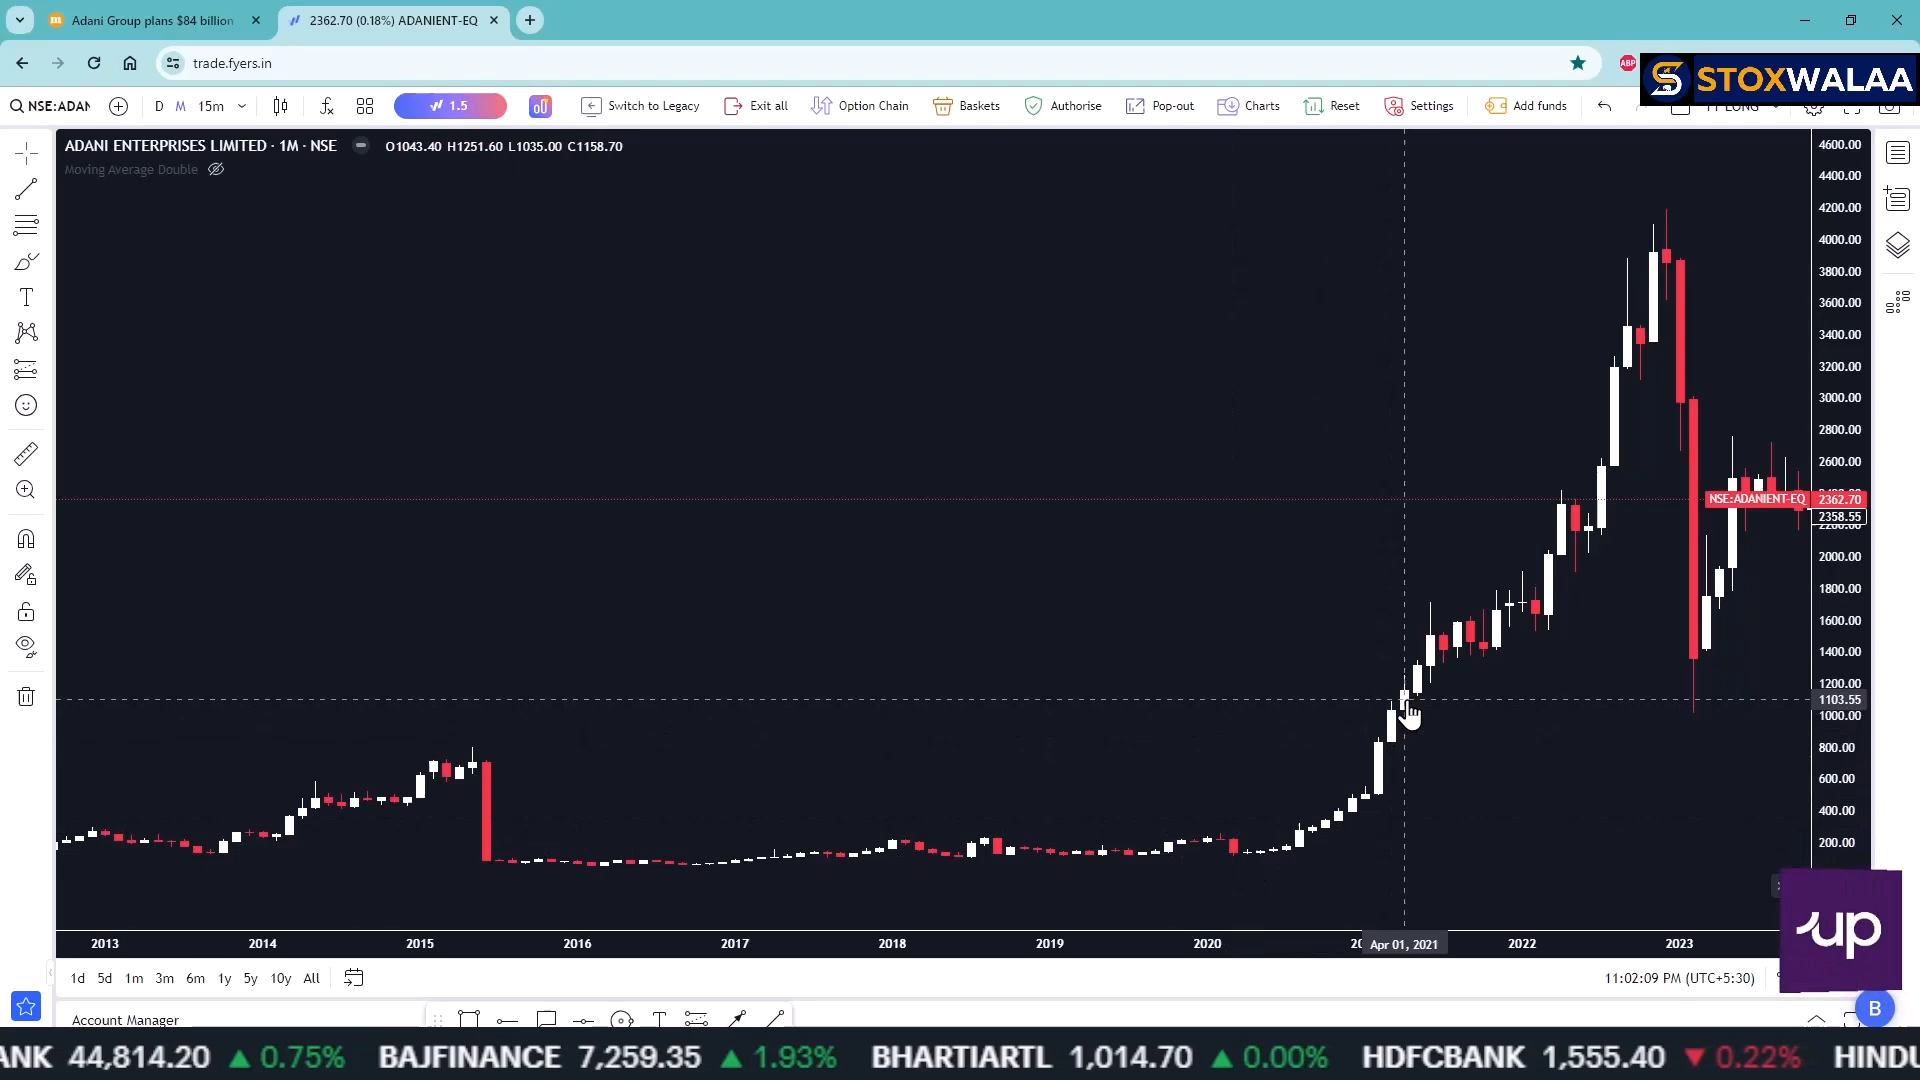 Adani Group plans $84 billion
2362.70 (0.18%) ADANIENT-EQ
trade.fyers.in
ABP
STOXWALAA
NSE:ADAN
D M 15m
1.5
Switch to Legacy
Exit all
Option Chain
Baskets
Authorise
Pop-out
Charts
Reset
Settings
Add funds
ADANI ENTERPRISES LIMITED · 1M · NSE
O1043.40 H1251.60 L1035.00 C1158.70
Moving Average Double
4600.00
4400.00
4200.00
4000.00
3800.00
3600.00
3400.00
3200.00
3000.00
2800.00
2600.00
NSE:ADANIENT-EQ 2362.70
2358.55
2000.00
1800.00
1600.00
1400.00
1200.00
1103.55
1000.00
800.00
600.00
400.00
200.00
up
2013 2014 2015 2016 2017 2018 2019 2020 Apr 01, 2021 2022 2023
1d 5d 1m 3m 6m 1y 5y 10y All
11:02:09 PM (UTC+5:30)
B
Account Manager
ANK 44,814.20 ▲ 0.75% BAJFINANCE 7,259.35 ▲ 1.93% BHARTIARTL 1,014.70 ▲ 0.00% HDFCBANK 1,555.40 ▼ 0.22% HINDU